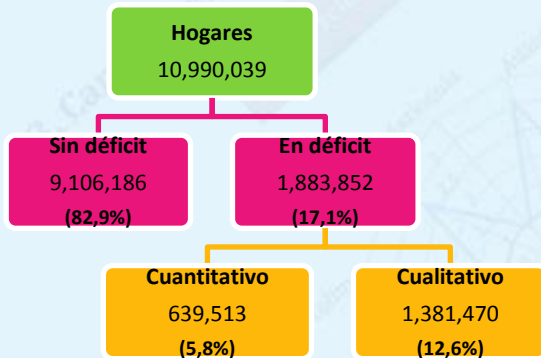 Hogares
10,990,039
Sin déficit
9,106,186
(82,9%)
En déficit
1,883,852
(17,1%)
Cuantitativo
639,513
(5,8%)
Cualitativo
1,381,470
(12,6%)